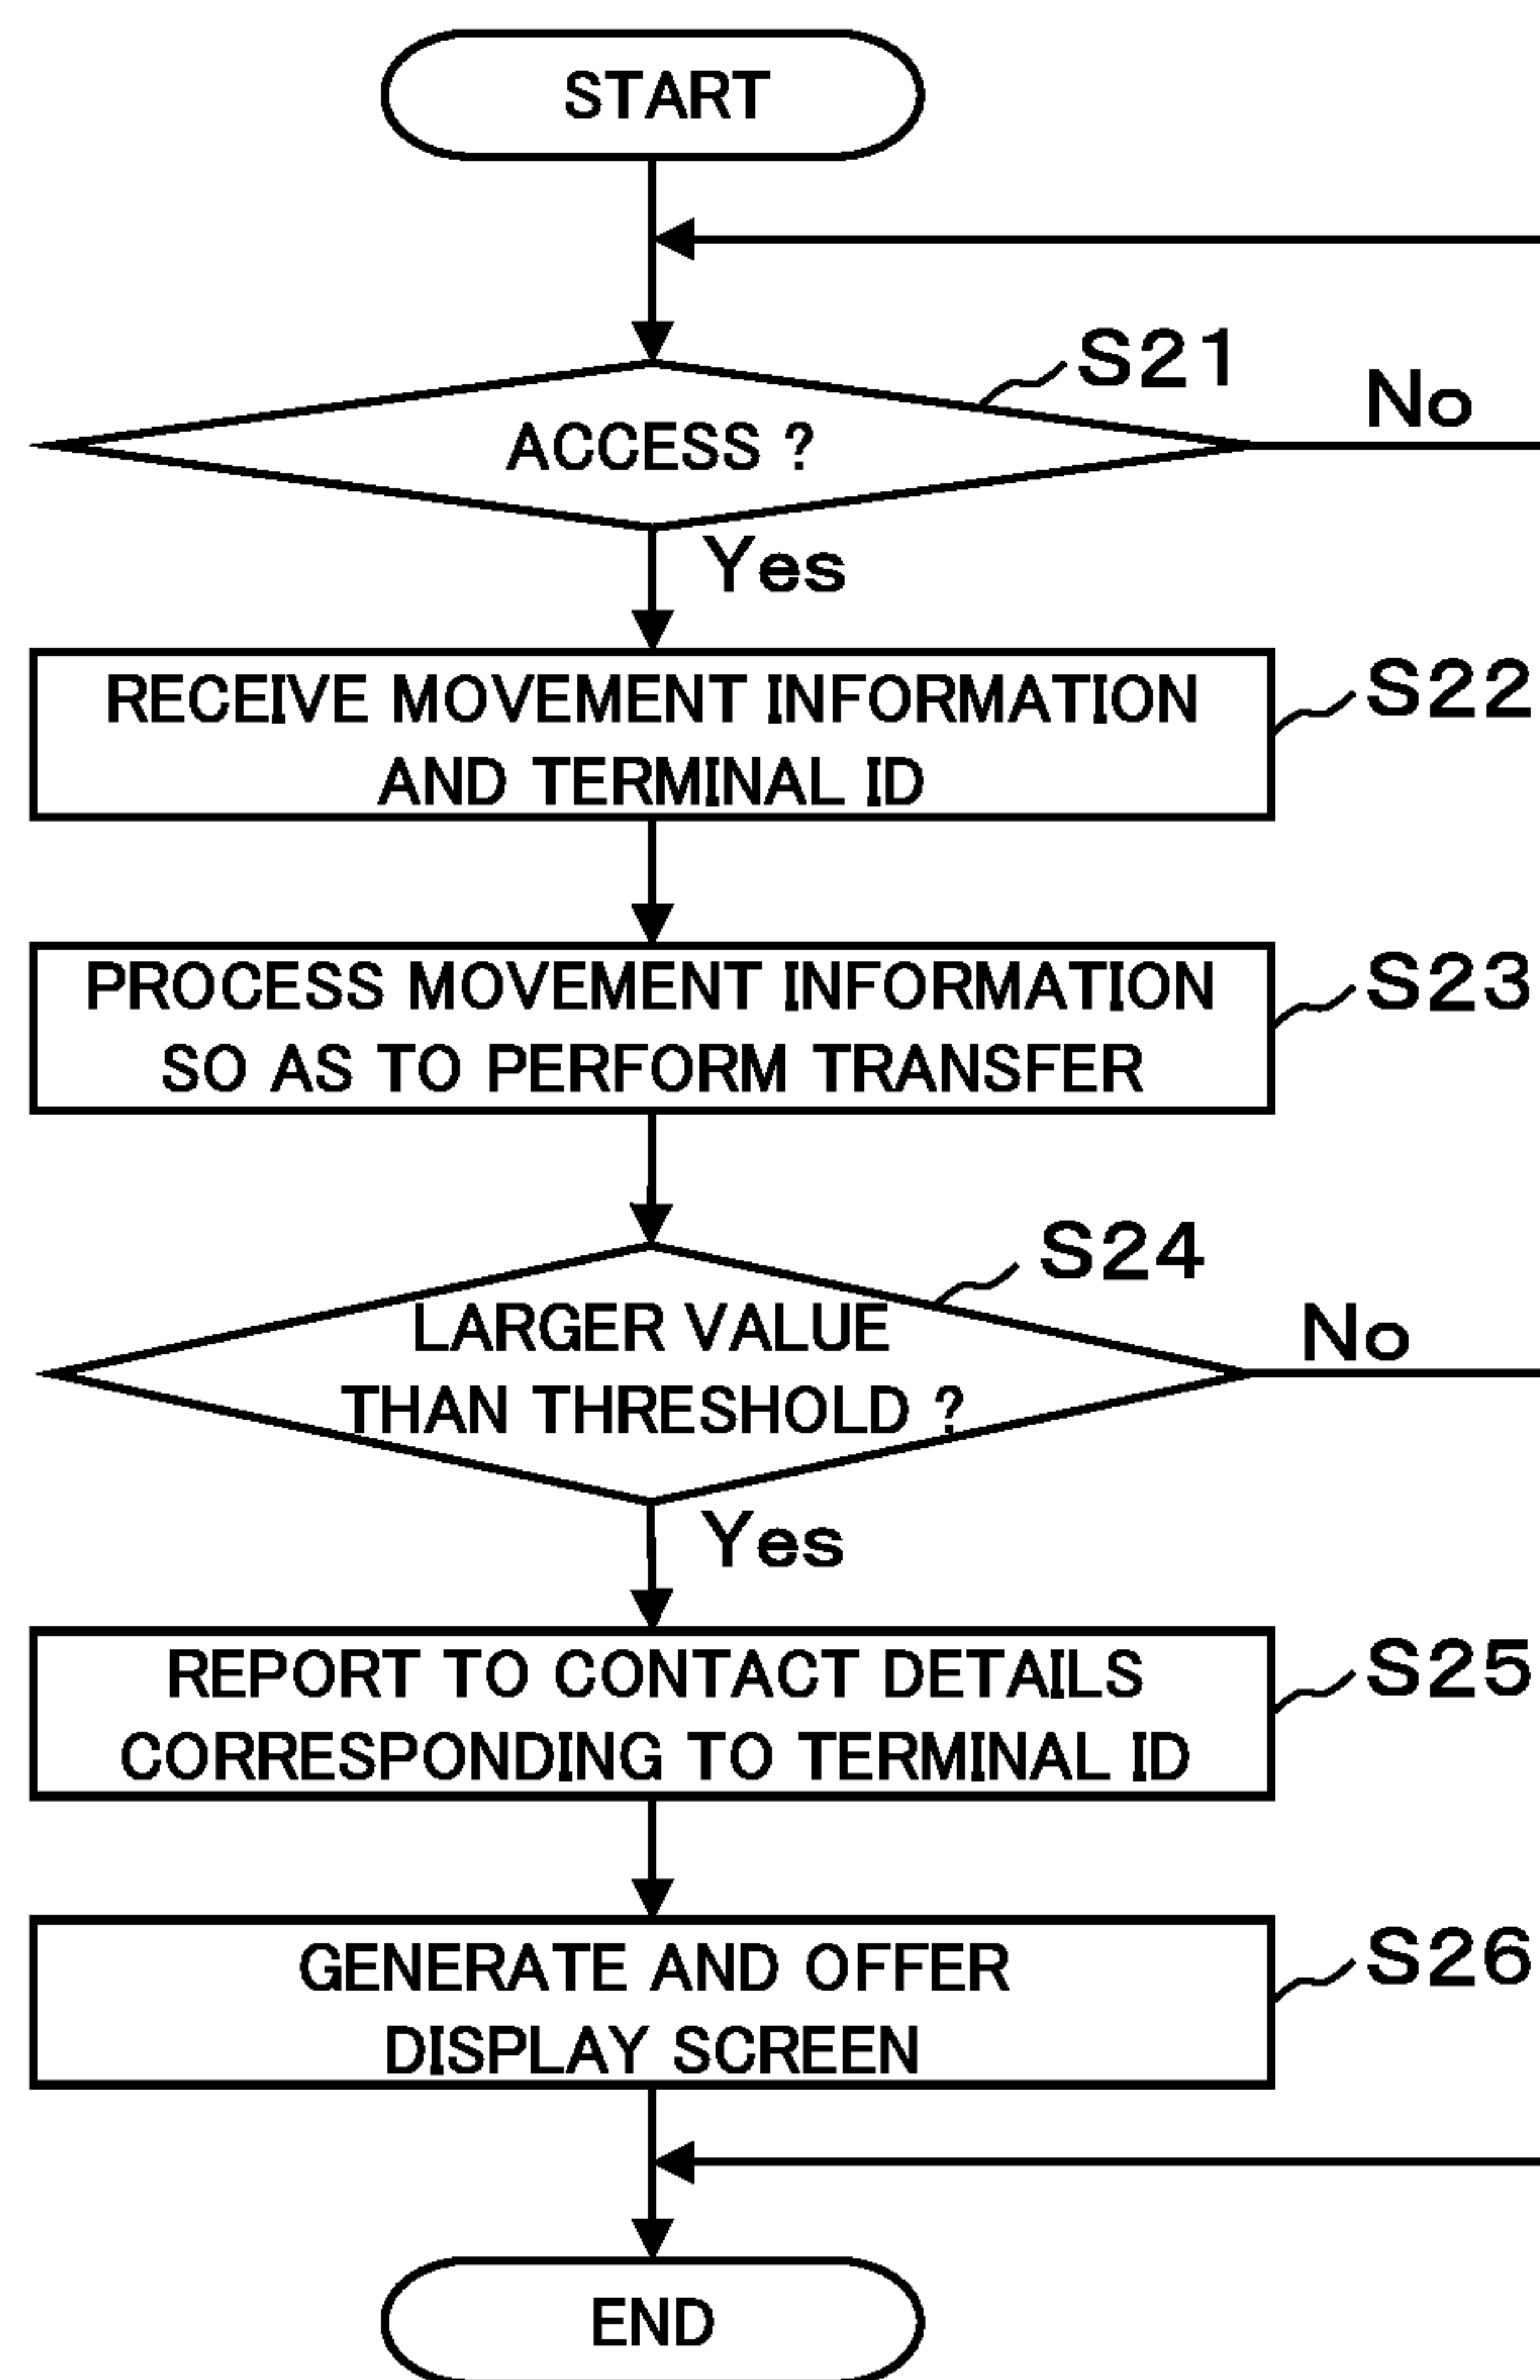 START
S21
No
ACCESS ?
Yes
RECEIVE MOVEMENT INFORMATION
AND TERMINAL ID
S22
PROCESS MOVEMENT INFORMATION
SO AS TO PERFORM TRANSFER
S23
S24
LARGER VALUE
THAN THRESHOLD ?
No
Yes
REPORT TO CONTACT DETAILS
CORRESPONDING TO TERMINAL ID
S25
GENERATE AND OFFER
DISPLAY SCREEN
S26
END